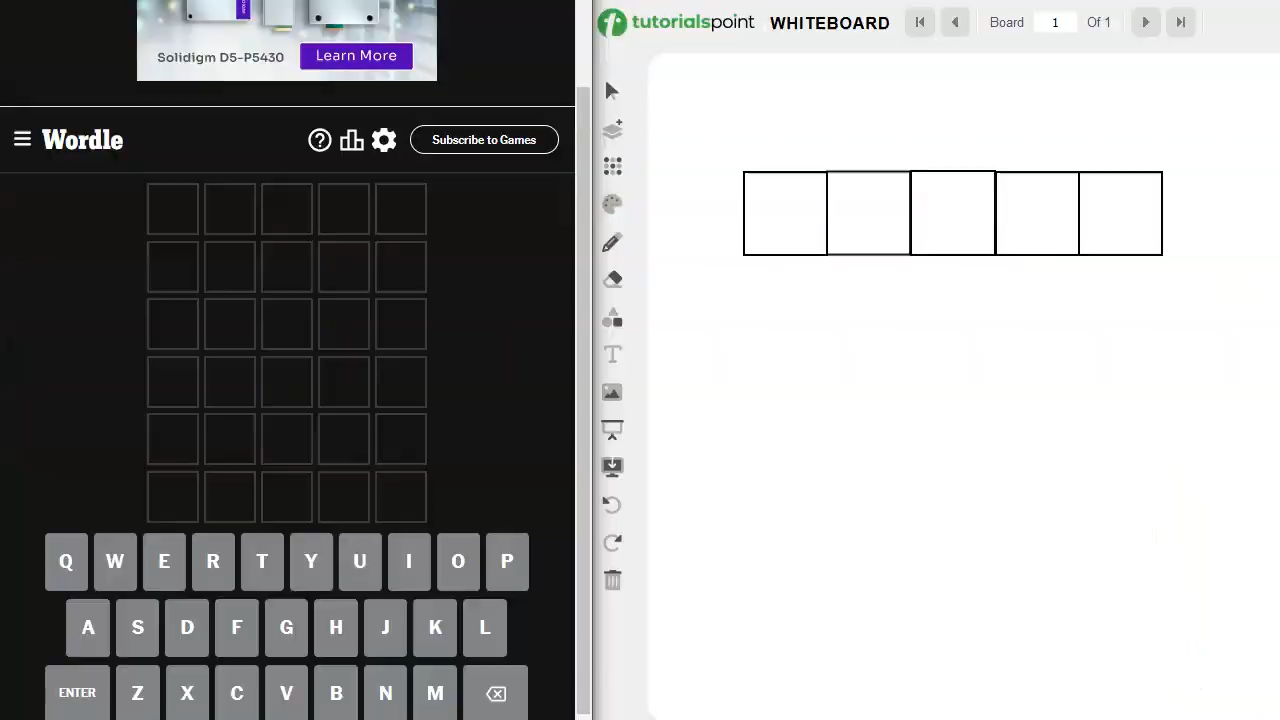 Solidigm D5-P5430 Learn More
Wordle
Subscribe to Games
Q W E R T Y U I O P
A S D F G H J K L
ENTER Z X C V B N M
tutorialspoint WHITEBOARD Board 1 Of 1